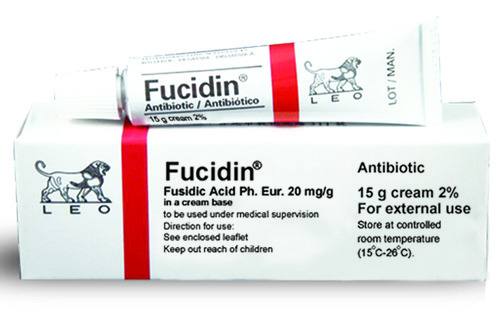 Fucidin®
Antibiotic / Antibiótico
15 g cream 2%
LEO
LOT / MAN.
LEO
Fucidin®
Fusidic Acid Ph. Eur. 20 mg/g
in a cream base
to be used under medical supervision
Direction for use:
See enclosed leaflet
Keep out reach of children
Antibiotic
15 g cream 2%
For external use
Store at controlled
room temperature
(15°C-26°C).